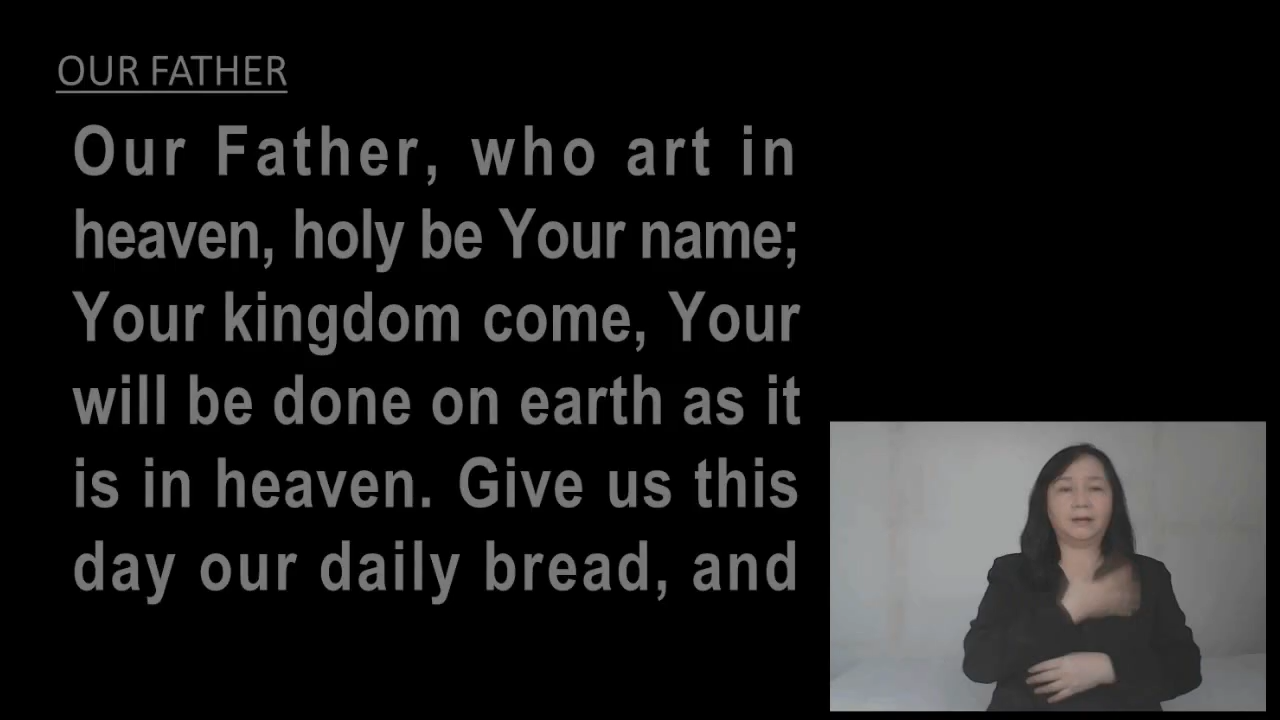 OUR FATHER
Our Father, who art in
heaven, holy be Your name;
Your kingdom come, Your
will be done on earth as it
is in heaven. Give us this
day our daily bread, and